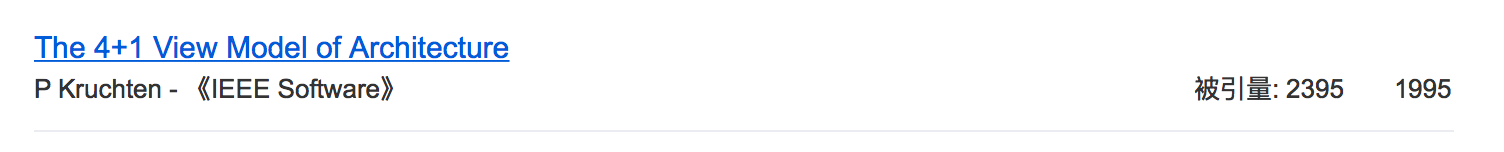 The 4+1 View Model of Architecture
P Kruchten - 《IEEE Software》 被引量: 2395 1995